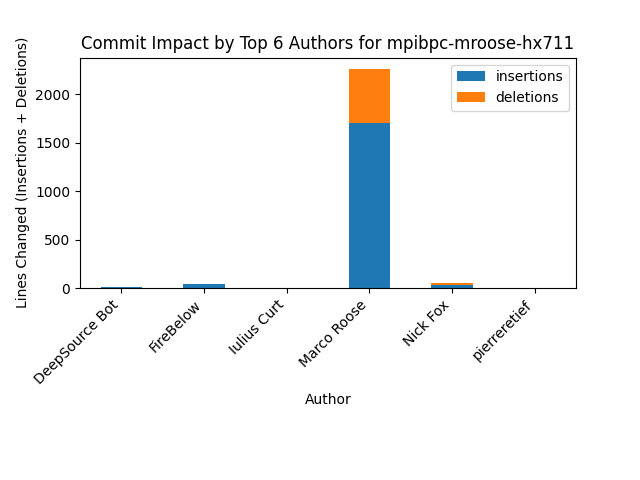 Commit Impact by Top 6 Authors for mpibpc-mroose-hx711
Lines Changed (Insertions + Deletions)
2000
1500
1000
500
0
insertions
deletions
DeepSource Bot
FireBelow
Iulius Curt
Marco Roose
Nick Fox
pierreretief
Author